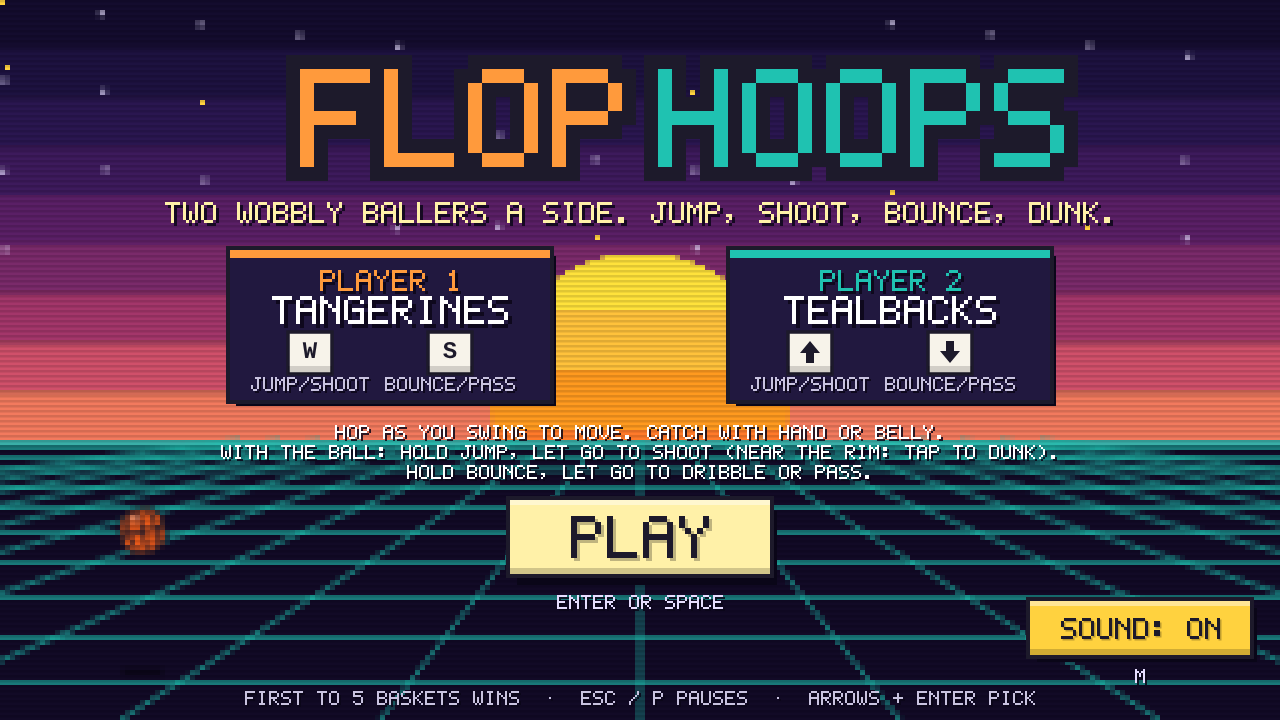 FLOP HOOPS
TWO WOBBLY BALLERS A SIDE. JUMP, SHOOT, BOUNCE, DUNK.
PLAYER 1
TANGERINES
W S
JUMP/SHOOT BOUNCE/PASS
PLAYER 2
TEALBACKS
JUMP/SHOOT BOUNCE/PASS
HOP AS YOU SWING TO MOVE. CATCH WITH HAND OR BELLY.
WITH THE BALL: HOLD JUMP, LET GO TO SHOOT (NEAR THE RIM: TAP TO DUNK).
HOLD BOUNCE, LET GO TO DRIBBLE OR PASS.
PLAY
ENTER OR SPACE
SOUND: ON
M
FIRST TO 5 BASKETS WINS · ESC / P PAUSES · ARROWS + ENTER PICK